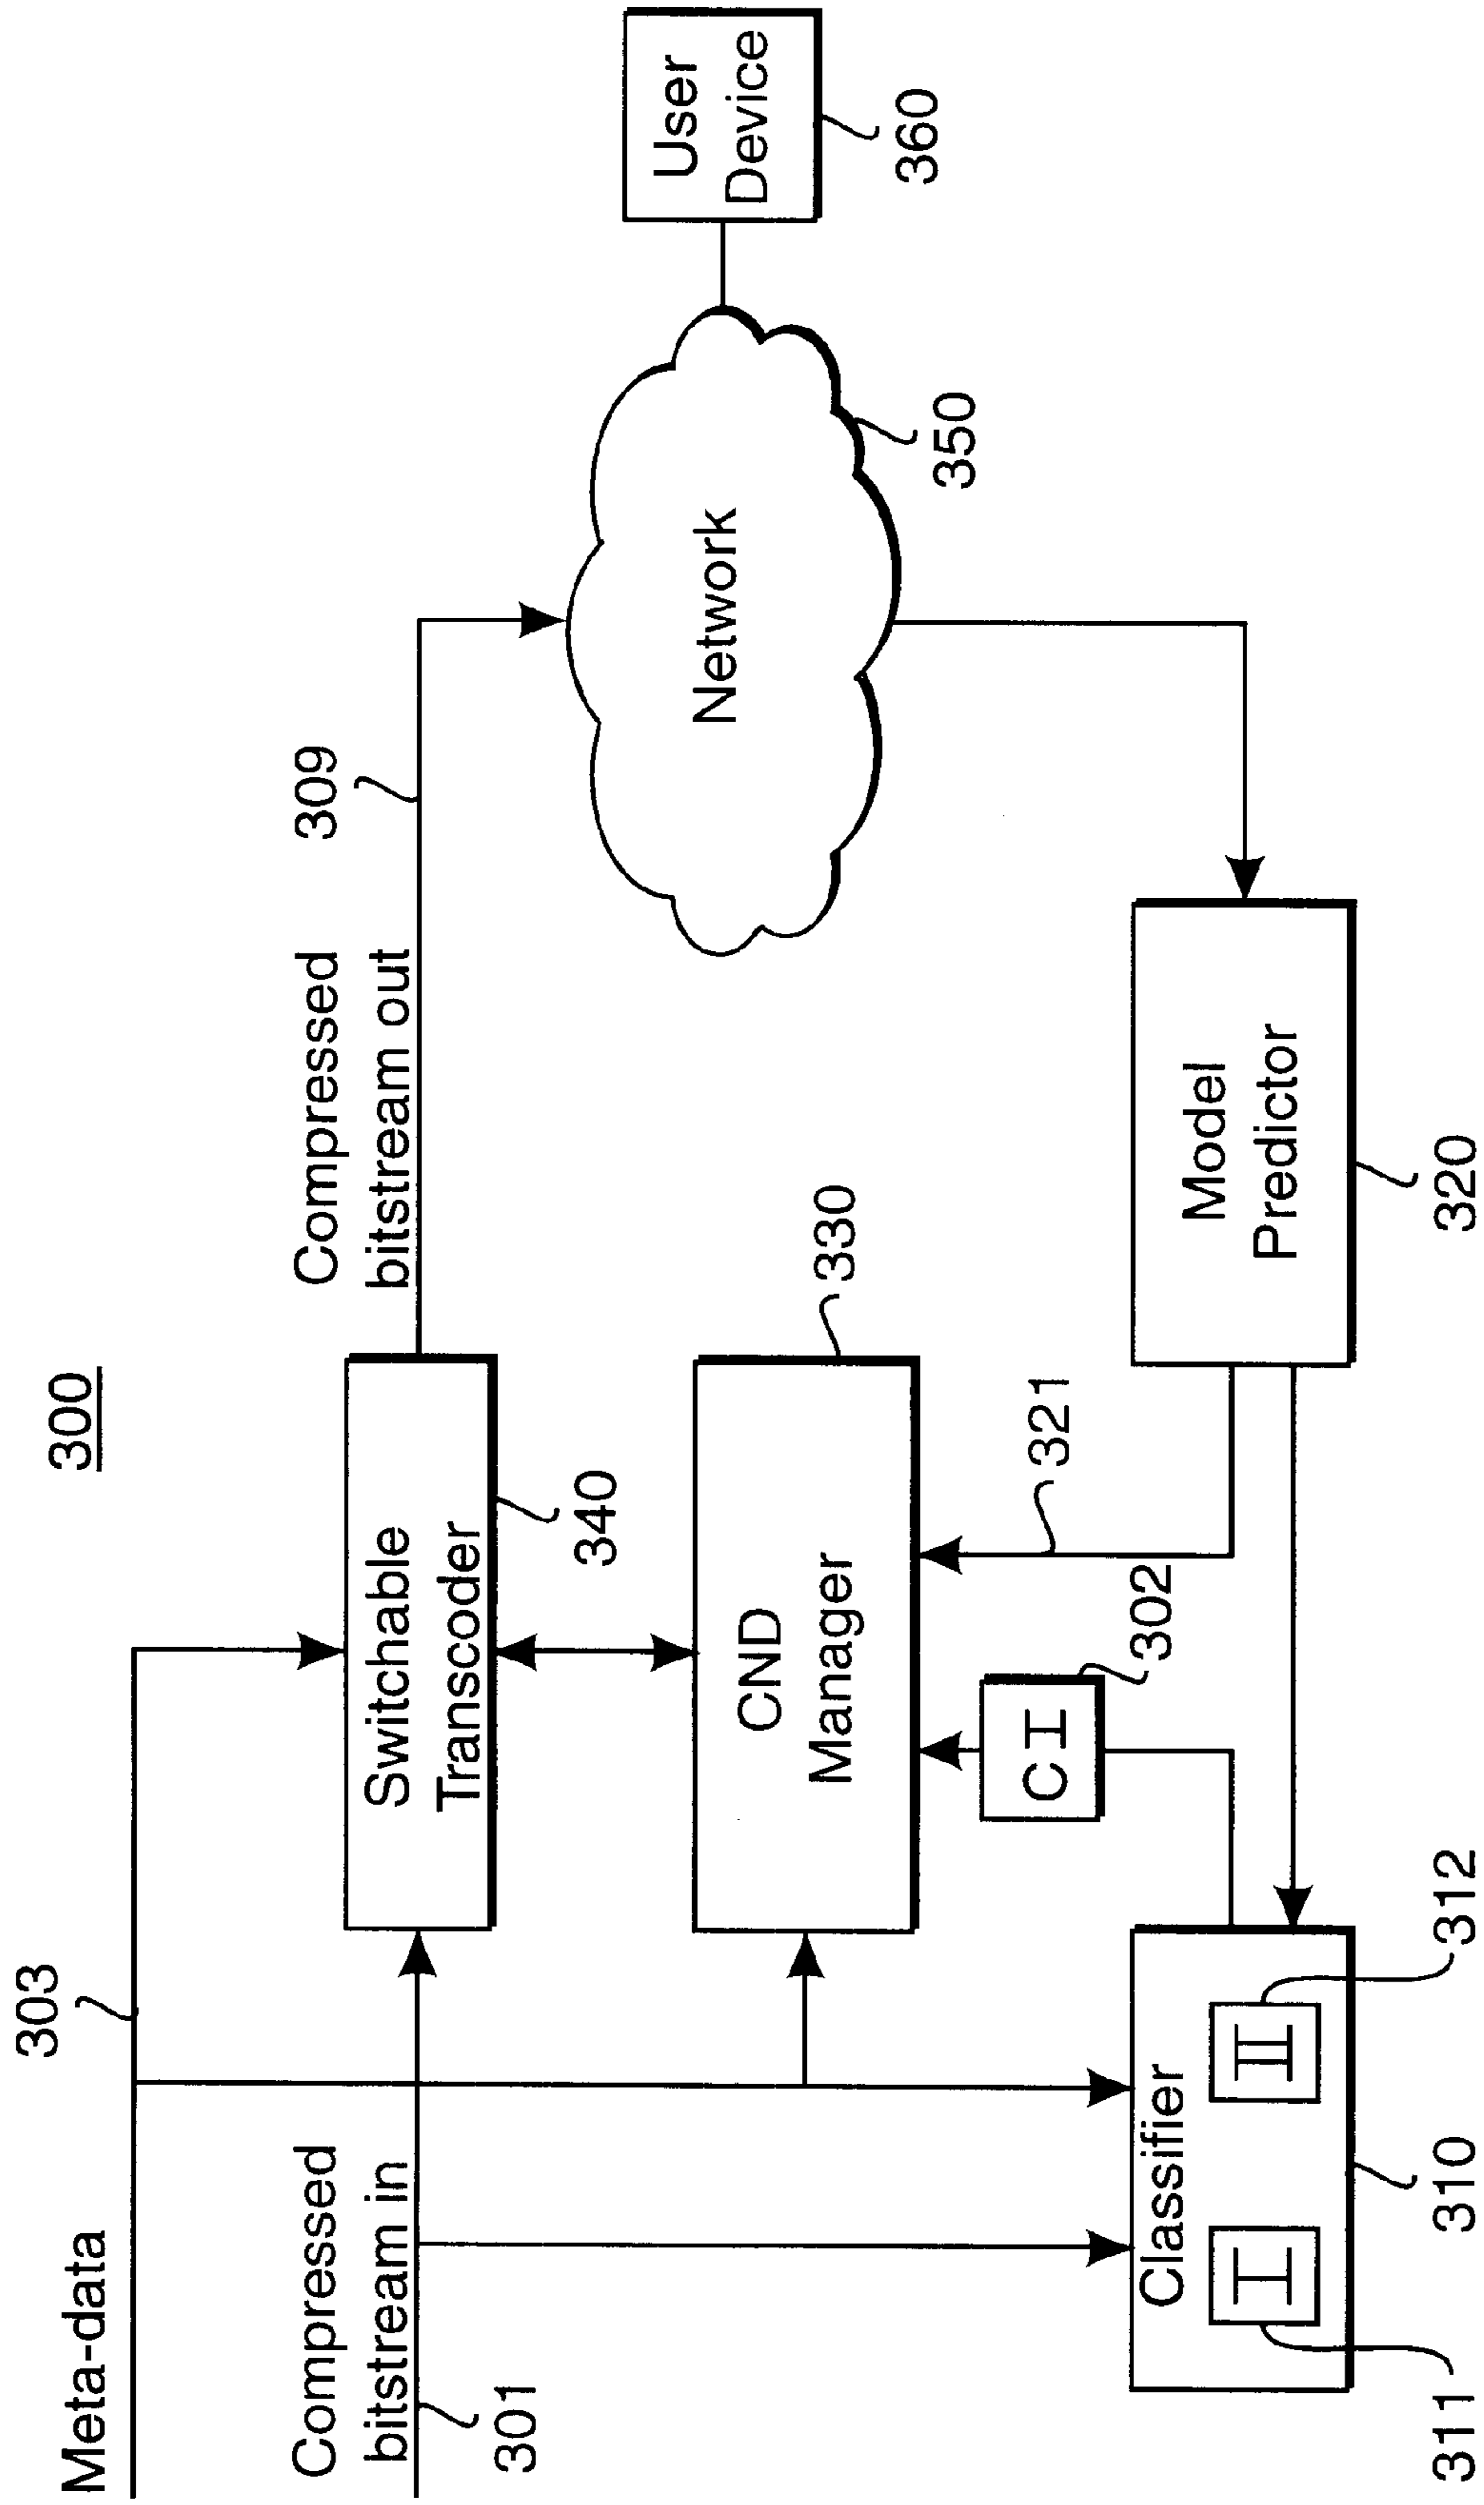 300
303
Meta-data
Compressed
bitstream in
301
Switchable
Transcoder
340
Compressed
bitstream out
309
CND
Manager
330
CI
302
321
Classifier
I
II
311
310
312
Model
Predictor
320
Network
350
User
Device
360